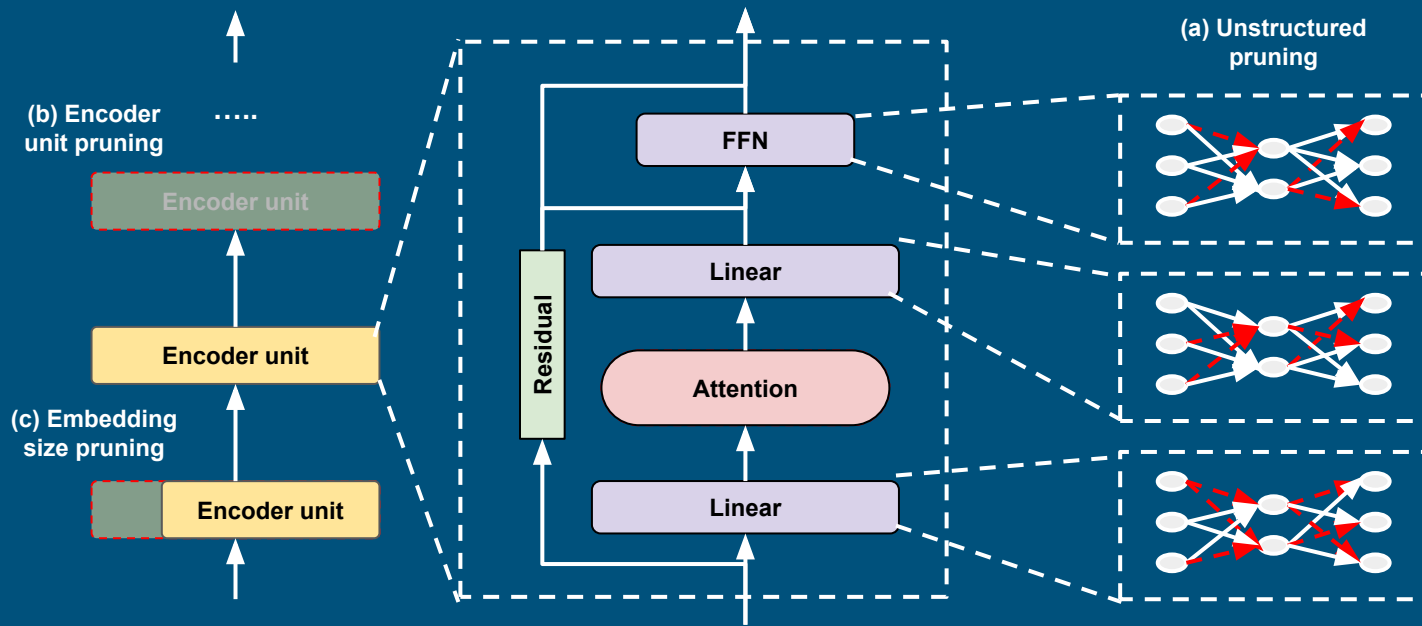 (b) Encoder
unit pruning
.....
Encoder unit
Encoder unit
(c) Embedding
size pruning
Encoder unit
FFN
Linear
Residual
Attention
Linear
(a) Unstructured
pruning